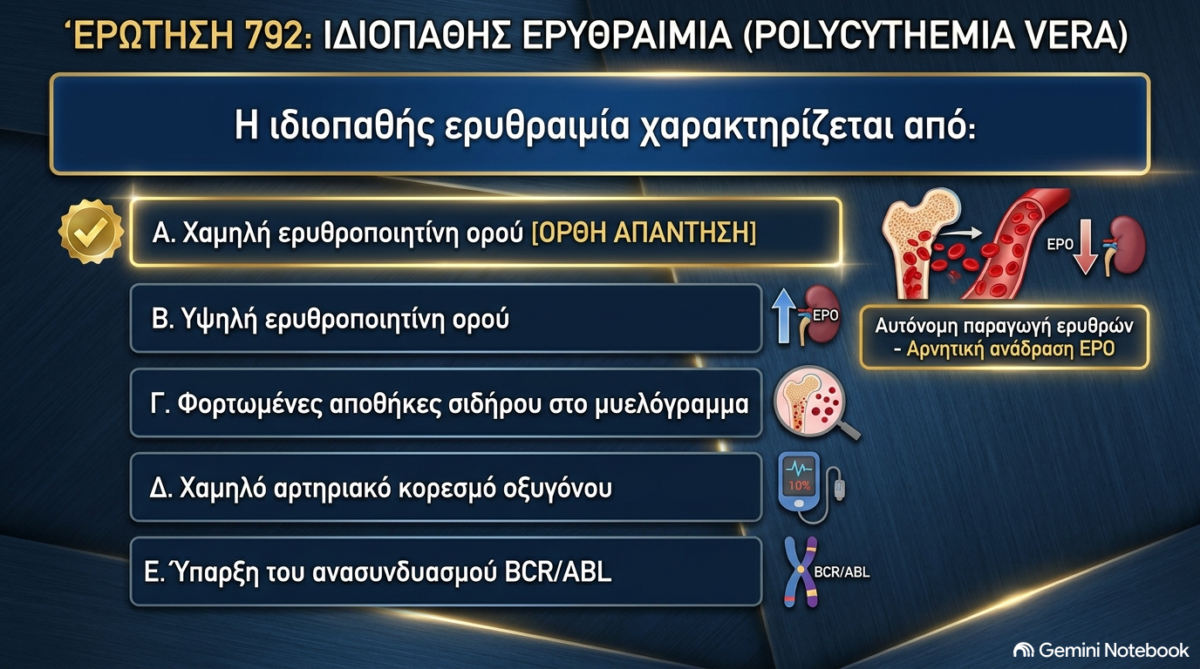 ‘ΕΡΩΤΗΣΗ 792: ΙΔΙΟΠΑΘΗΣ ΕΡΥΘΡΑΙΜΙΑ (POLYCYTHEMIA VERA)
Η ιδιοπαθής ερυθραιμία χαρακτηρίζεται από:
Α. Χαμηλή ερυθροποιητίνη ορού [ΟΡΘΗ ΑΠΑΝΤΗΣΗ]
EPO
Αυτόνομη παραγωγή ερυθρών
- Αρνητική ανάδραση EPO
Β. Υψηλή ερυθροποιητίνη ορού
EPO
Γ. Φορτωμένες αποθήκες σιδήρου στο μυελόγραμμα
Δ. Χαμηλό αρτηριακό κορεσμό οξυγόνου
10%
Ε. Ύπαρξη του ανασυνδυασμού BCR/ABL
BCR/ABL
Gemini Notebook